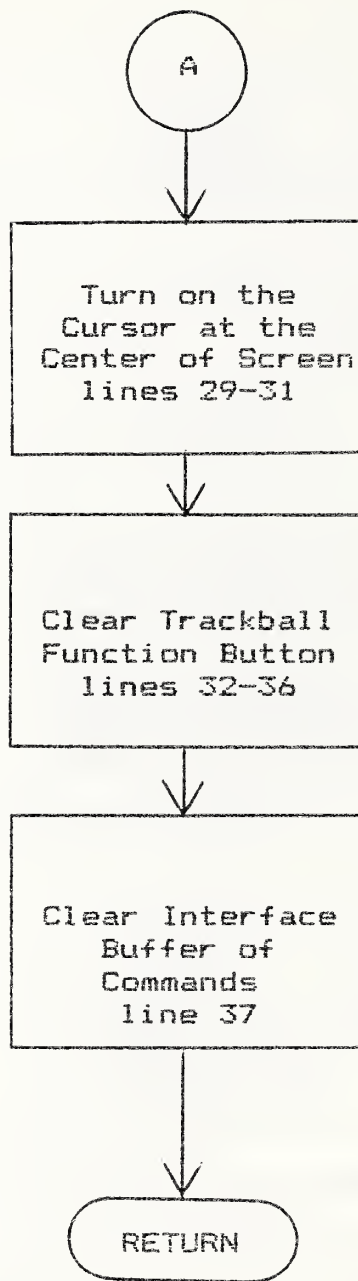 A
Turn on the
Cursor at the
Center of Screen
lines 29-31
Clear Trackball
Function Button
lines 32-36
Clear Interface
Buffer of
Commands
line 37
RETURN